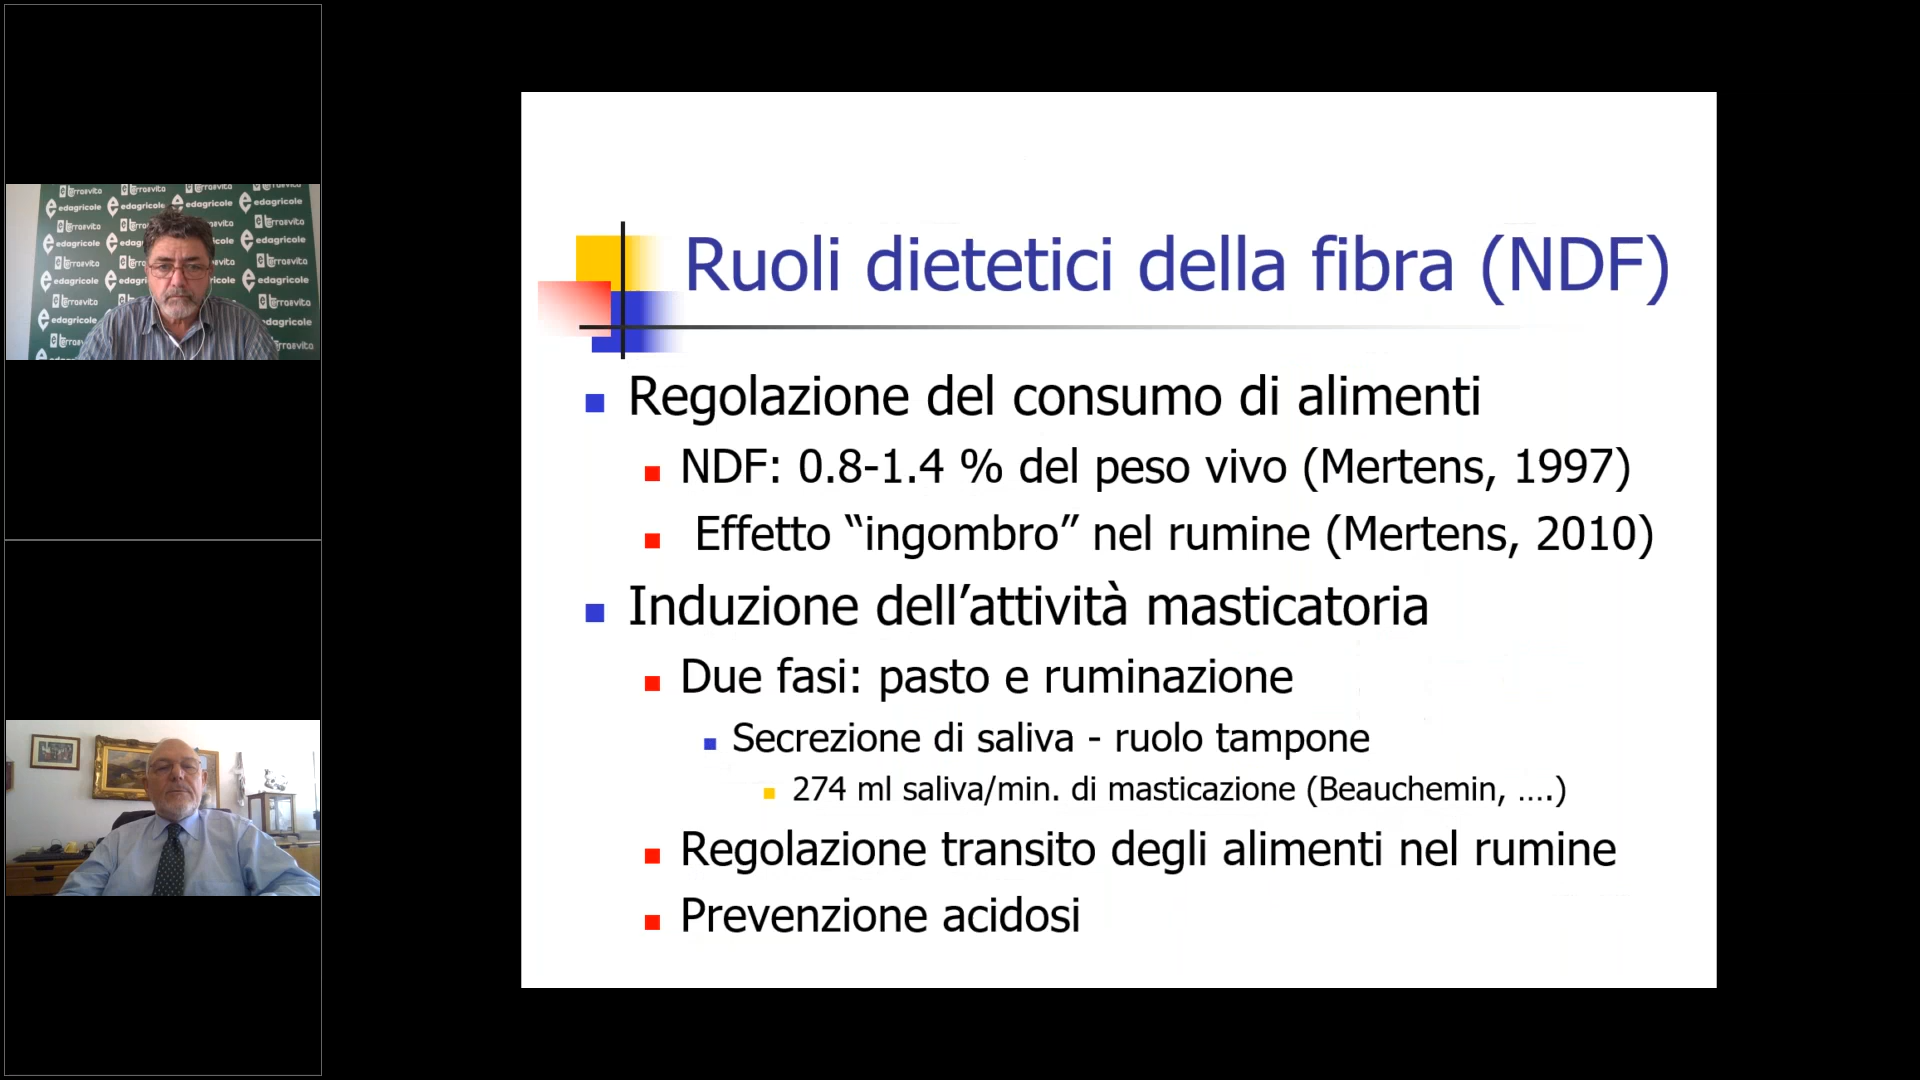 terraevita
edagricole
Ruoli dietetici della fibra (NDF)
Regolazione del consumo di alimenti
NDF: 0.8-1.4 % del peso vivo (Mertens, 1997)
Effetto “ingombro” nel rumine (Mertens, 2010)
Induzione dell’attività masticatoria
Due fasi: pasto e ruminazione
Secrezione di saliva - ruolo tampone
274 ml saliva/min. di masticazione (Beauchemin, ….)
Regolazione transito degli alimenti nel rumine
Prevenzione acidosi